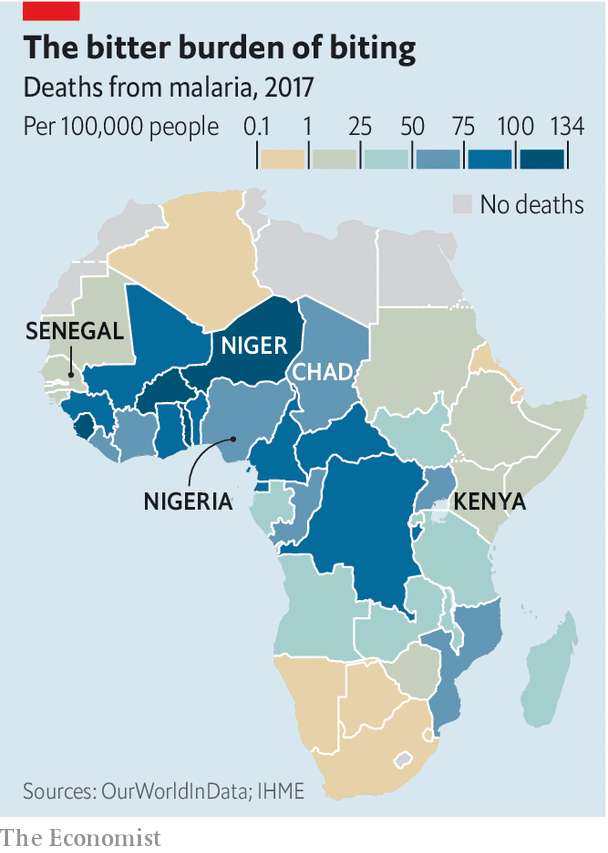 The bitter burden of biting
Deaths from malaria, 2017
Per 100,000 people 0.1 1 25 50 75 100 134
No deaths
SENEGAL
NIGER
CHAD
NIGERIA
KENYA
Sources: OurWorldInData; IHME
The Economist